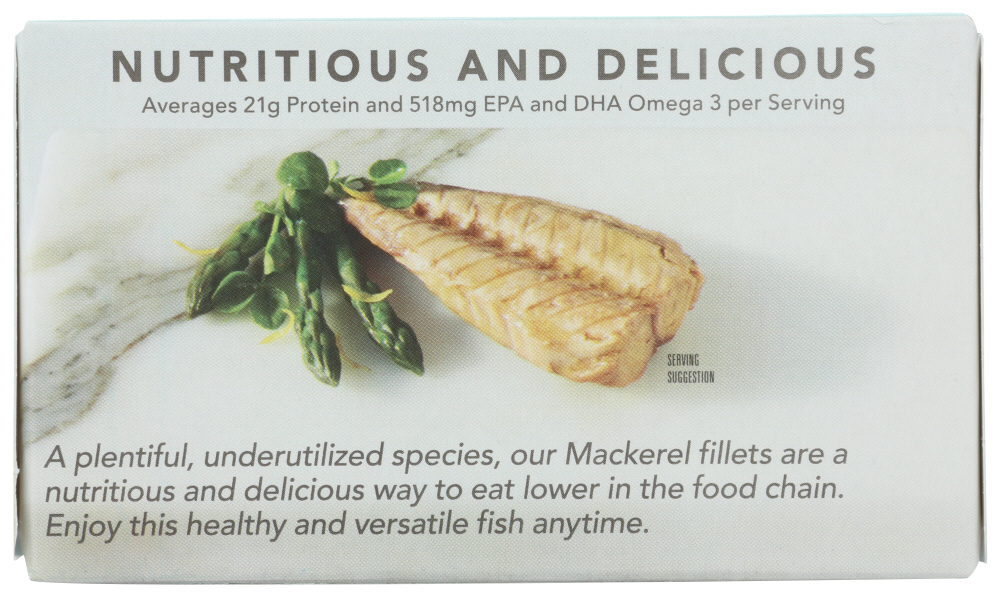 NUTRITIOUS AND DELICIOUS
Averages 21g Protein and 518mg EPA and DHA Omega 3 per Serving
SERVING
SUGGESTION
A plentiful, underutilized species, our Mackerel fillets are a
nutritious and delicious way to eat lower in the food chain.
Enjoy this healthy and versatile fish anytime.